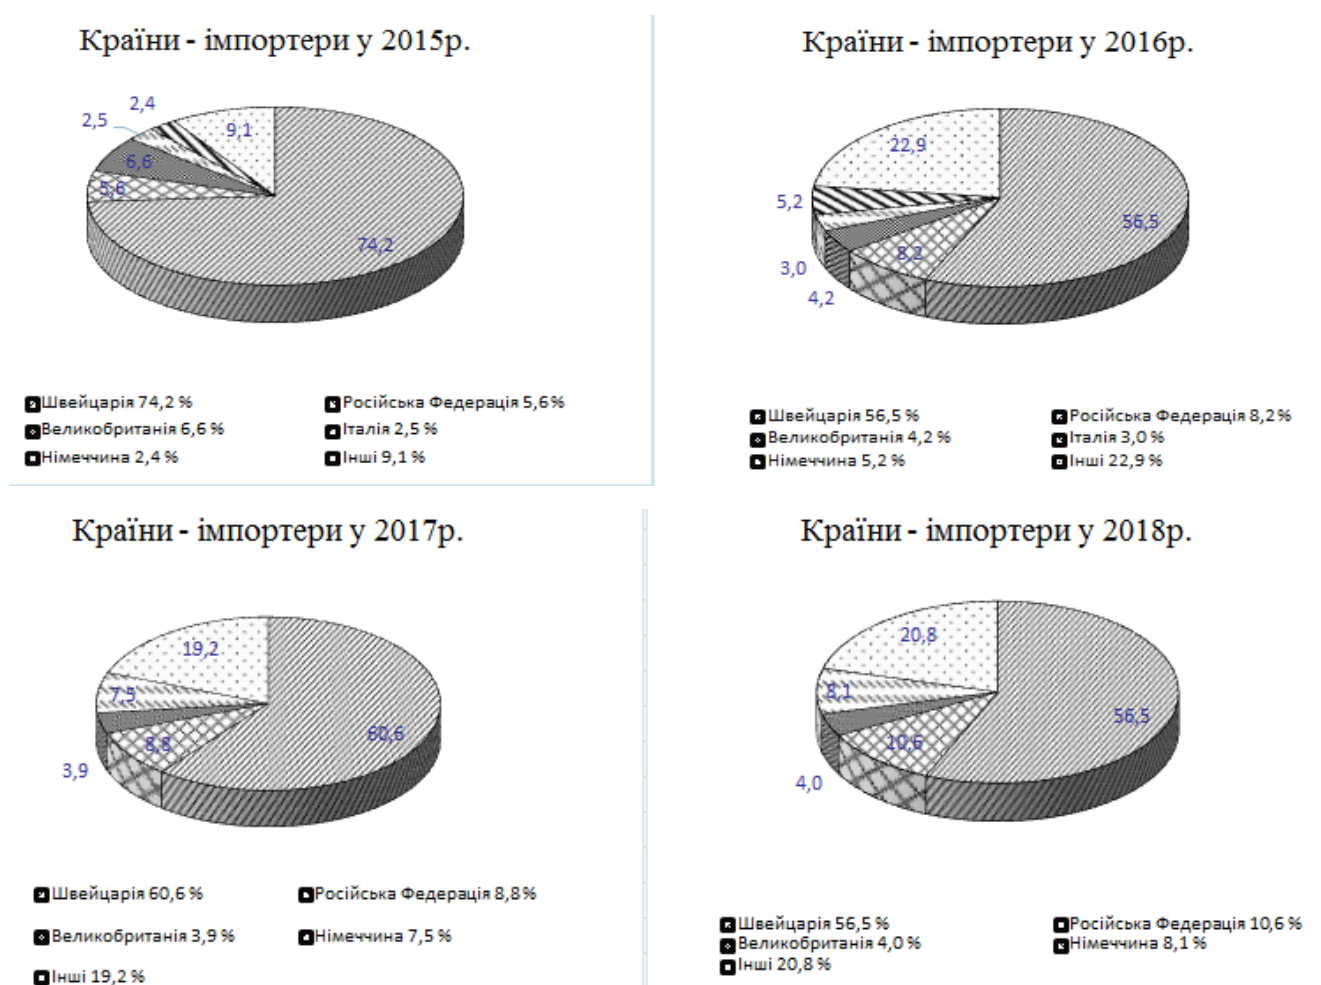 Країни - імпортери у 2015р.
2,4
2,5
9,1
6,6
5,6
74,2
Швейцарія 74,2 %
Російська Федерація 5,6%
Великобританія 6,6 %
Італія 2,5 %
Німеччина 2,4 %
Інші 9,1 %
Країни - імпортери у 2016р.
22,9
5,2
56,5
8,2
3,0
4,2
Швейцарія 56,5 %
Російська Федерація 8,2%
Великобританія 4,2 %
Італія 3,0 %
Німеччина 5,2 %
Інші 22,9 %
Країни - імпортери у 2017р.
19,2
7,5
60,6
8,8
3,9
Швейцарія 60,6 %
Російська Федерація 8,8%
Великобританія 3,9 %
Німеччина 7,5 %
Інші 19,2 %
Країни - імпортери у 2018р.
20,8
8,1
56,5
10,6
4,0
Швейцарія 56,5 %
Російська Федерація 10,6 %
Великобританія 4,0 %
Німеччина 8,1 %
Інші 20,8 %